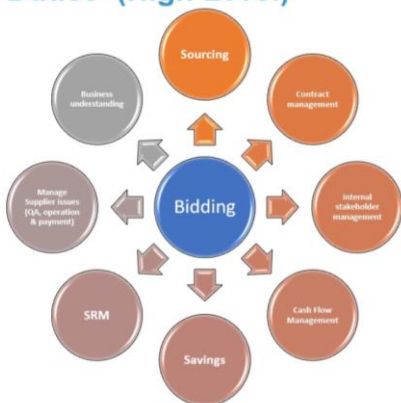 (High Level)
Sourcing
Business
understanding
Contract
management
Manage
Supplier issues
(QA, operation
& payment)
Bidding
Internal
stakeholder
management
SRM
Cash Flow
Management
Savings